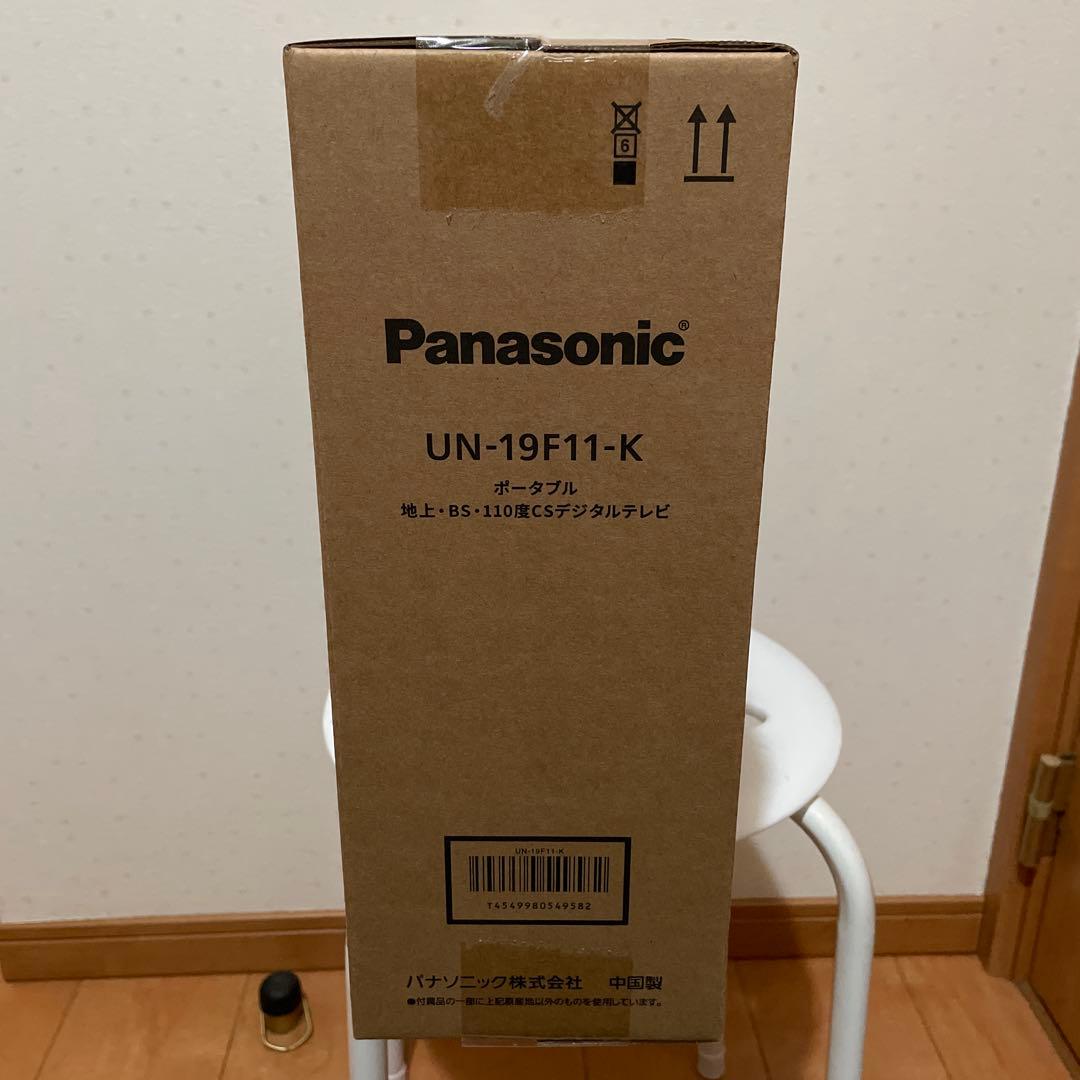 6
Panasonic®
UN-19F11-K
ポータブル
地上・BS・110度CSデジタルテレビ
UN-19F11-K
T4549980549582
パナソニック株式会社 中国製
●付属品の一部に上記原産地以外のものを使用しています。